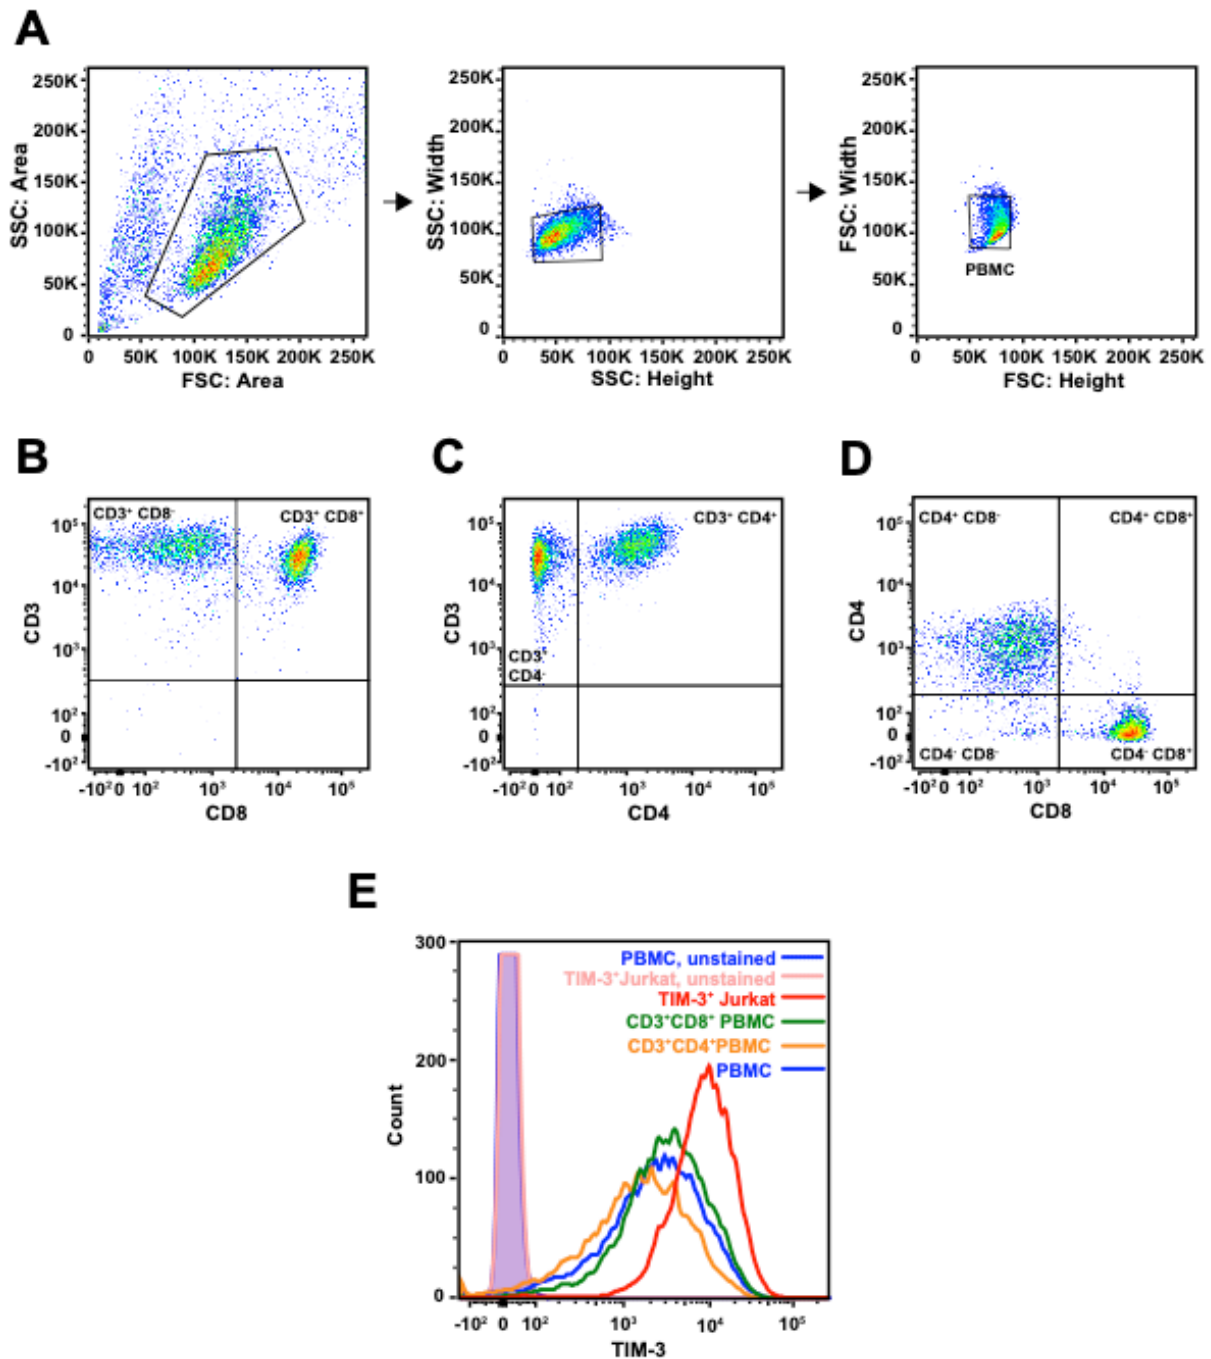 A
250K
200K
150K
100K
50K
0
SSC: Area
0 50K 100K 150K 200K 250K
FSC: Area
250K
200K
150K
100K
50K
0
SSC: Width
0 50K 100K 150K 200K 250K
SSC: Height
250K
200K
150K
100K
50K
0
FSC: Width
PBMC
0 50K 100K 150K 200K 250K
FSC: Height
B
CD3⁺ CD8⁻
CD3⁺ CD8⁺
10⁵
10⁴
10³
10²
0
-10²
CD3
-10² 0 10² 10³ 10⁴ 10⁵
CD8
C
CD3⁺ CD4⁺
10⁵
10⁴
10³
10²
0
-10²
CD3
CD3⁺
CD4⁻
-10² 0 10² 10³ 10⁴ 10⁵
CD4
D
CD4⁺ CD8⁻
CD4⁺ CD8⁺
10⁵
10⁴
10³
10²
0
-10²
CD4
CD4⁻ CD8⁻
CD4⁻ CD8⁺
-10² 0 10² 10³ 10⁴ 10⁵
CD8
E
300
200
100
0
Count
PBMC, unstained
TIM-3⁺Jurkat, unstained
TIM-3⁺ Jurkat
CD3⁺CD8⁺ PBMC
CD3⁺CD4⁺PBMC
PBMC
-10² 0 10² 10³ 10⁴ 10⁵
TIM-3